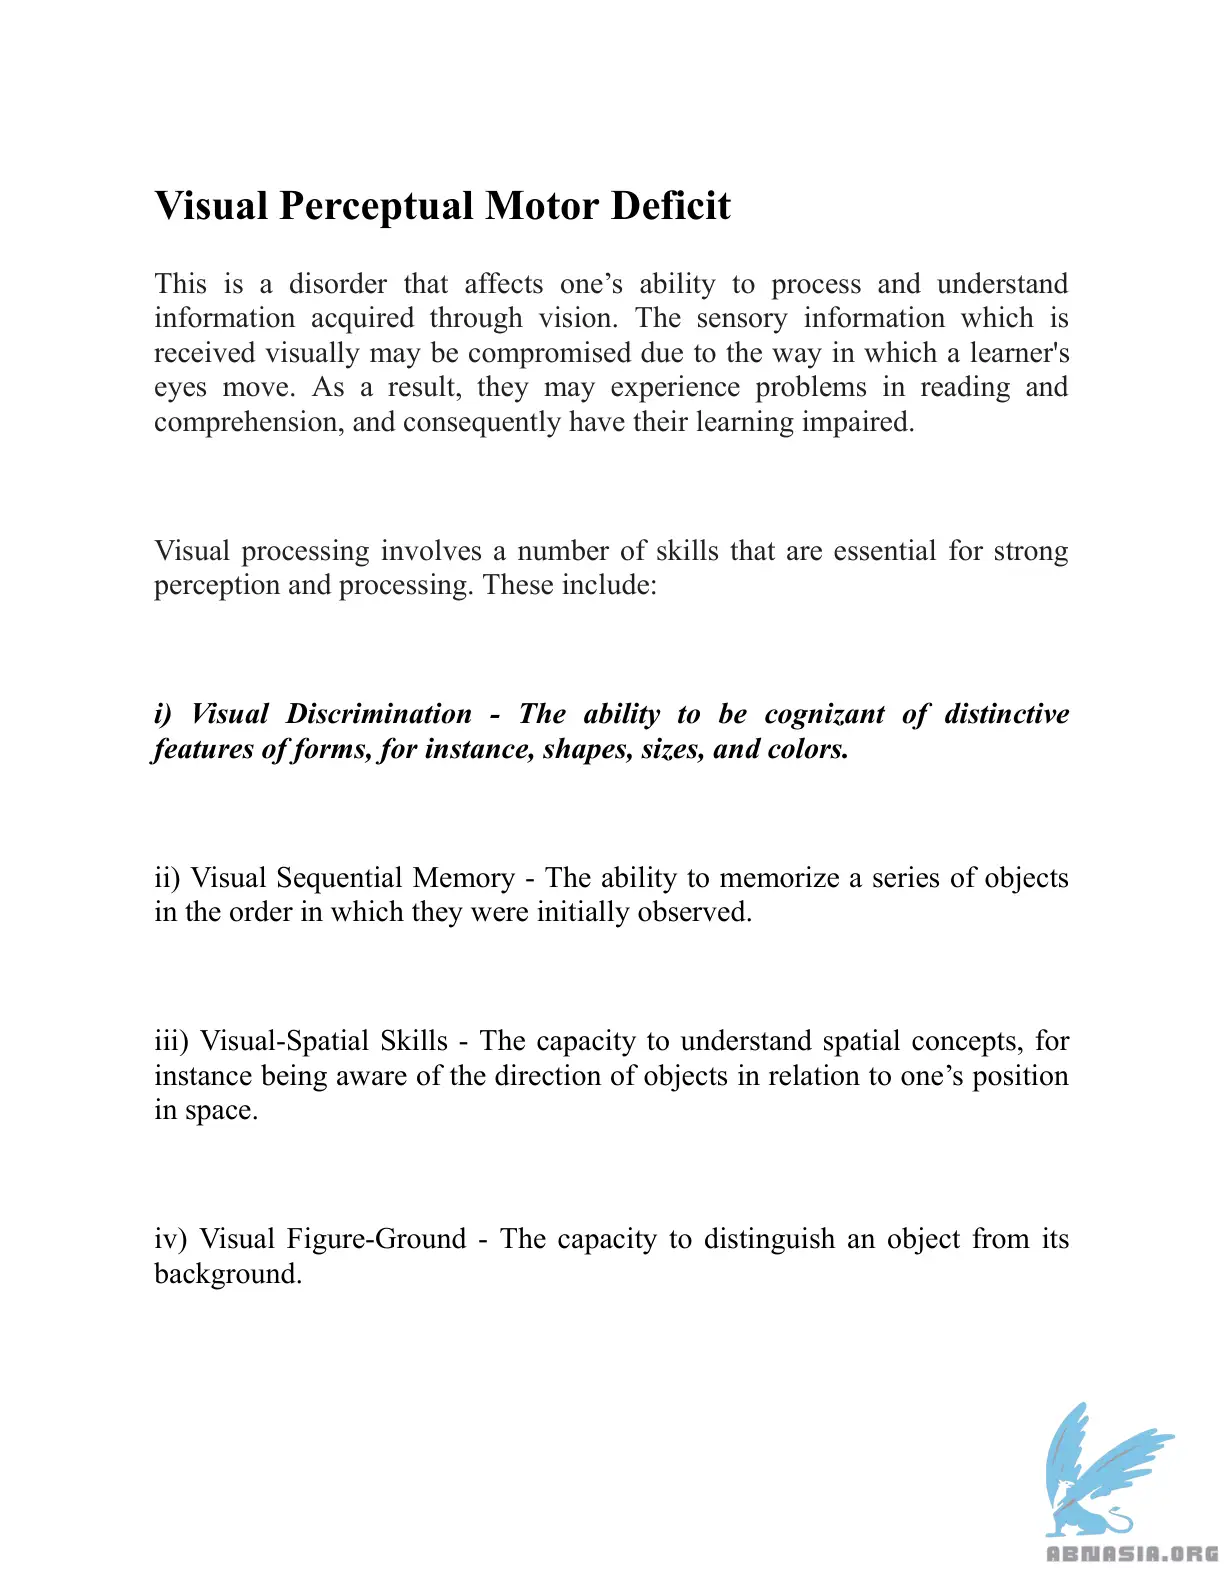 Visual Perceptual Motor Deficit
This is a disorder that affects one’s ability to process and understand
information acquired through vision. The sensory information which is
received visually may be compromised due to the way in which a learner's
eyes move. As a result, they may experience problems in reading and
comprehension, and consequently have their learning impaired.
Visual processing involves a number of skills that are essential for strong
perception and processing. These include:
i) Visual Discrimination - The ability to be cognizant of distinctive
features of forms, for instance, shapes, sizes, and colors.
ii) Visual Sequential Memory - The ability to memorize a series of objects
in the order in which they were initially observed.
iii) Visual-Spatial Skills - The capacity to understand spatial concepts, for
instance being aware of the direction of objects in relation to one’s position
in space.
iv) Visual Figure-Ground - The capacity to distinguish an object from its
background.
ABNASIA.ORG